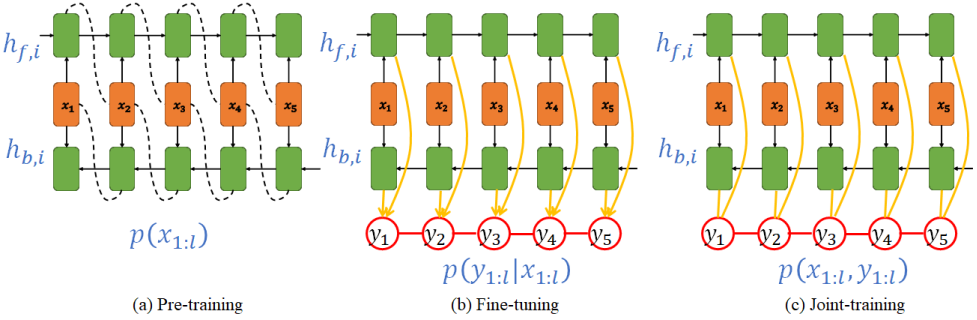 h_{f,i} h_{f,i} h_{f,i}
x_1 x_2 x_3 x_4 x_5 x_1 x_2 x_3 x_4 x_5 x_1 x_2 x_3 x_4 x_5
h_{b,i} h_{b,i} h_{b,i}
y_1 y_2 y_3 y_4 y_5 y_1 y_2 y_3 y_4 y_5
p(x_{1:l}) p(y_{1:l}|x_{1:l}) p(x_{1:l}, y_{1:l})
(a) Pre-training (b) Fine-tuning (c) Joint-training